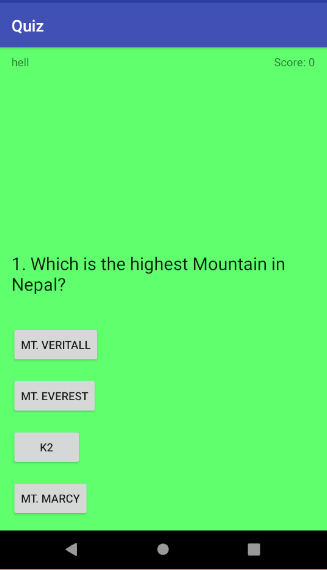 Quiz
hell
Score: 0
1. Which is the highest Mountain in
Nepal?
MT. VERITALL
MT. EVEREST
K2
MT. MARCY